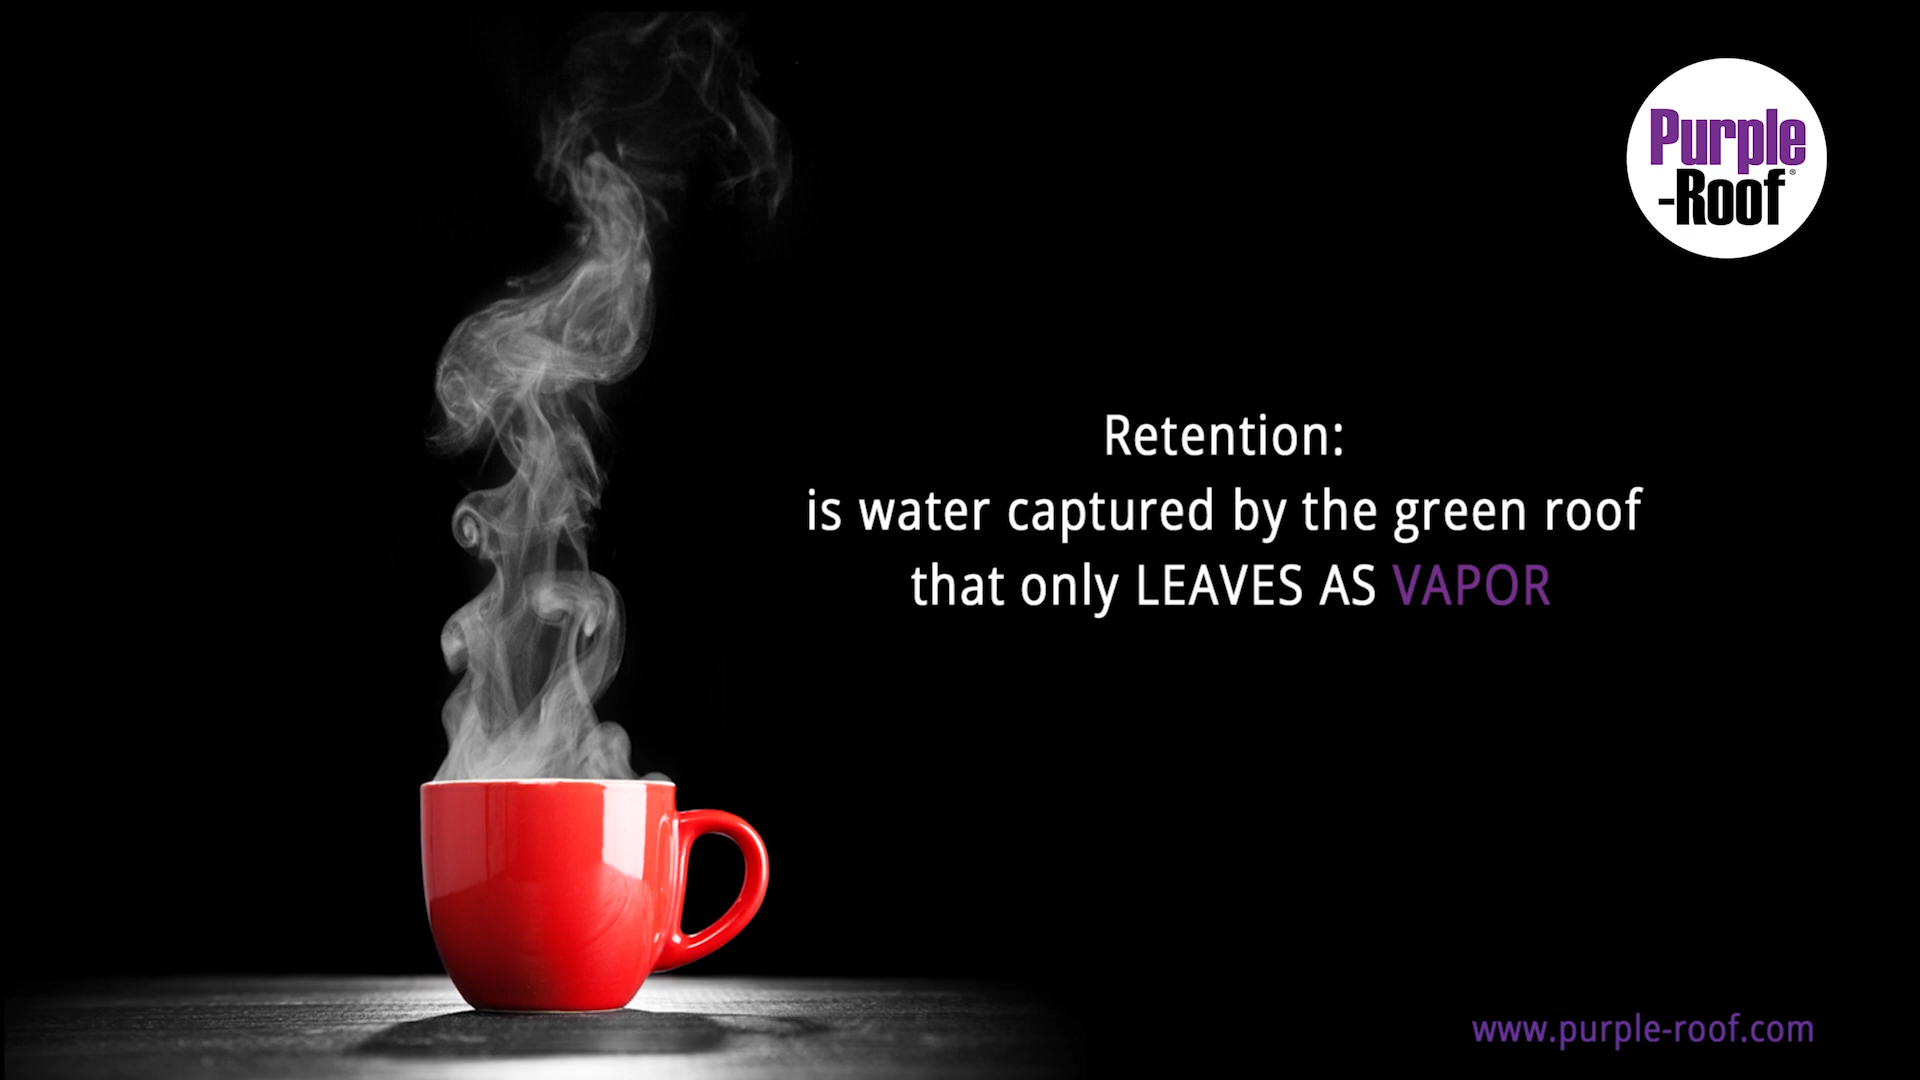 Purple
-Roof®
Retention:
is water captured by the green roof
that only LEAVES AS VAPOR
www.purple-roof.com